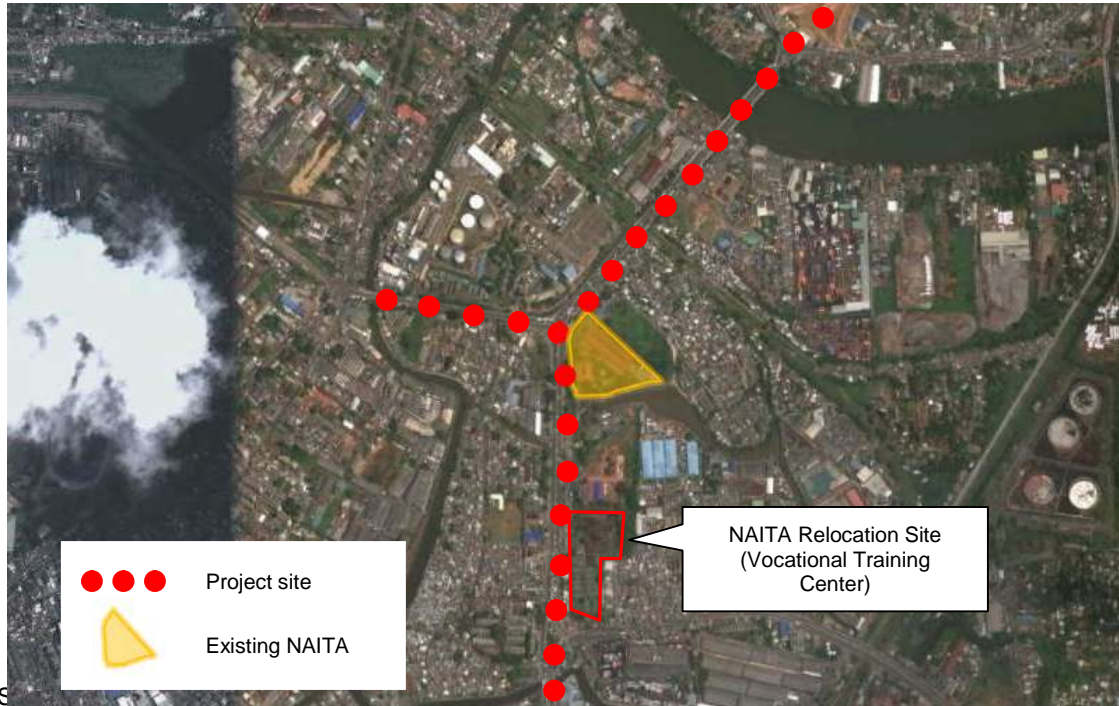 NAITA Relocation Site
(Vocational Training
Center)
Project site
Existing NAITA
S